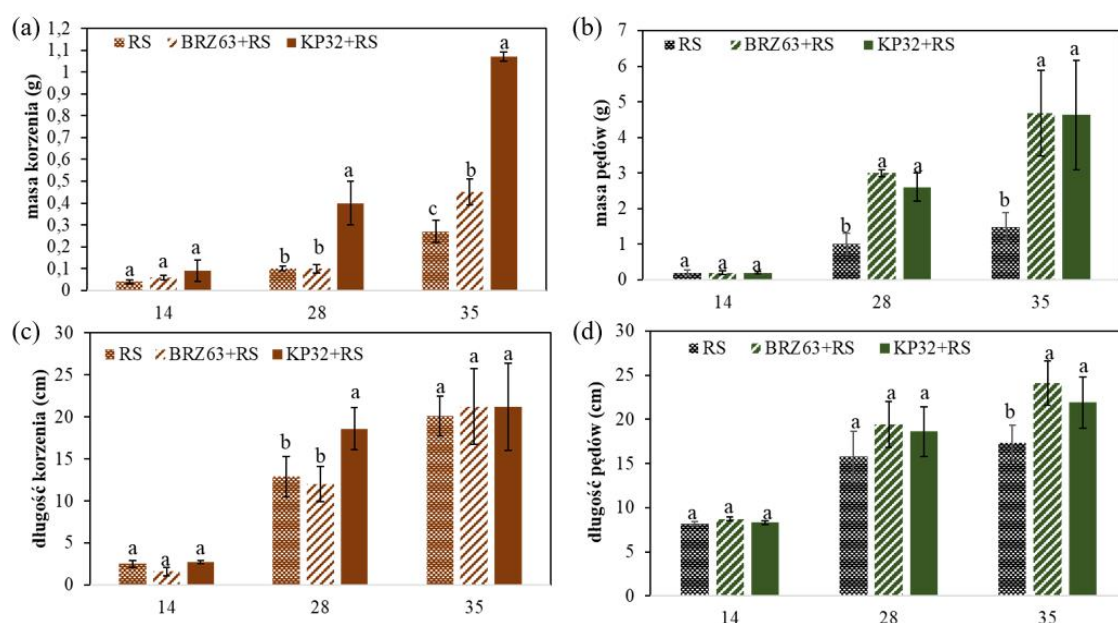 (a)
RS BRZ63+RS KP32+RS
masa korzenia (g)
1,2
1,1
1
0,9
0,8
0,7
0,6
0,5
0,4
0,3
0,2
0,1
0
a a a
b b a
c b a
14 28 35
(b)
RS BRZ63+RS KP32+RS
masa pędów (g)
7
6
5
4
3
2
1
0
a a a
b a a
b a a
14 28 35
(c)
RS BRZ63+RS KP32+RS
długość korzenia (cm)
30
25
20
15
10
5
0
a a a
b b a
a a a
14 28 35
(d)
RS BRZ63+RS KP32+RS
długość pędów (cm)
30
25
20
15
10
5
0
a a a
a a a
b a a
14 28 35